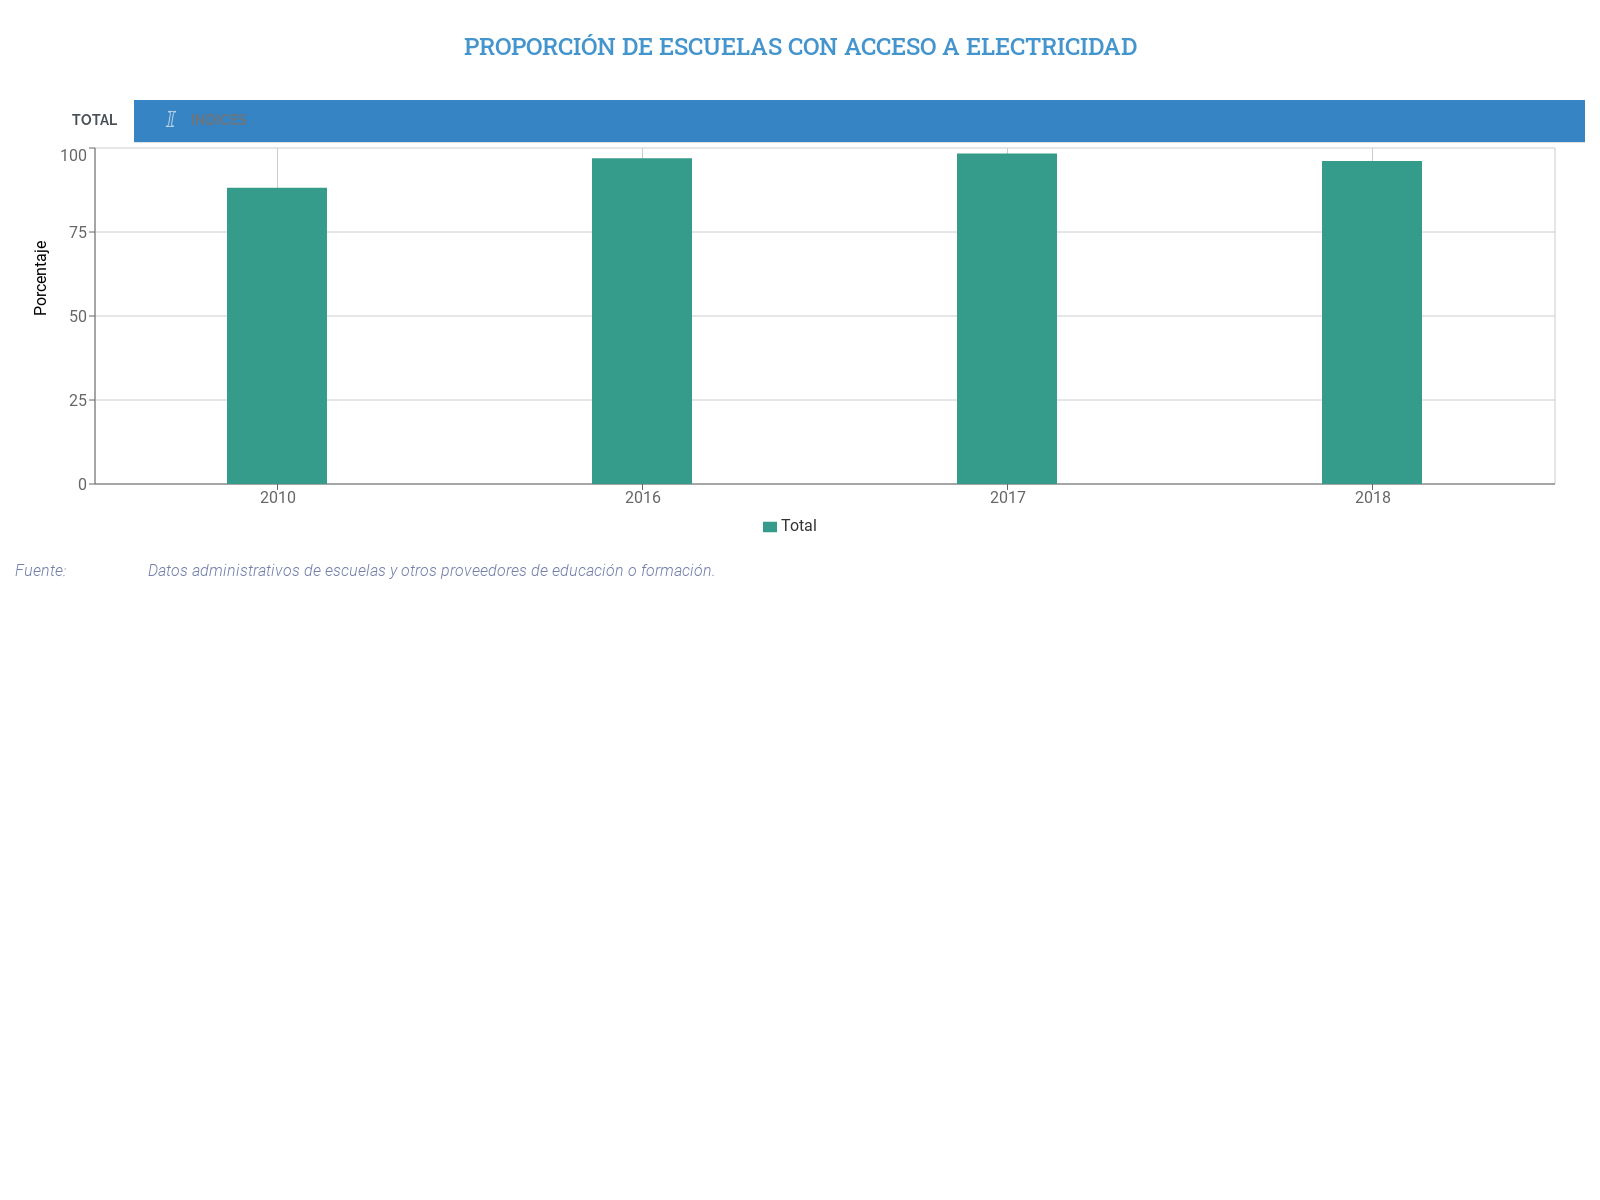 PROPORCIÓN DE ESCUELAS CON ACCESO A ELECTRICIDAD
TOTAL
INDICES
100
75
50
25
0
Porcentaje
2010 2016 2017 2018
Total
Fuente: Datos administrativos de escuelas y otros proveedores de educación o formación.